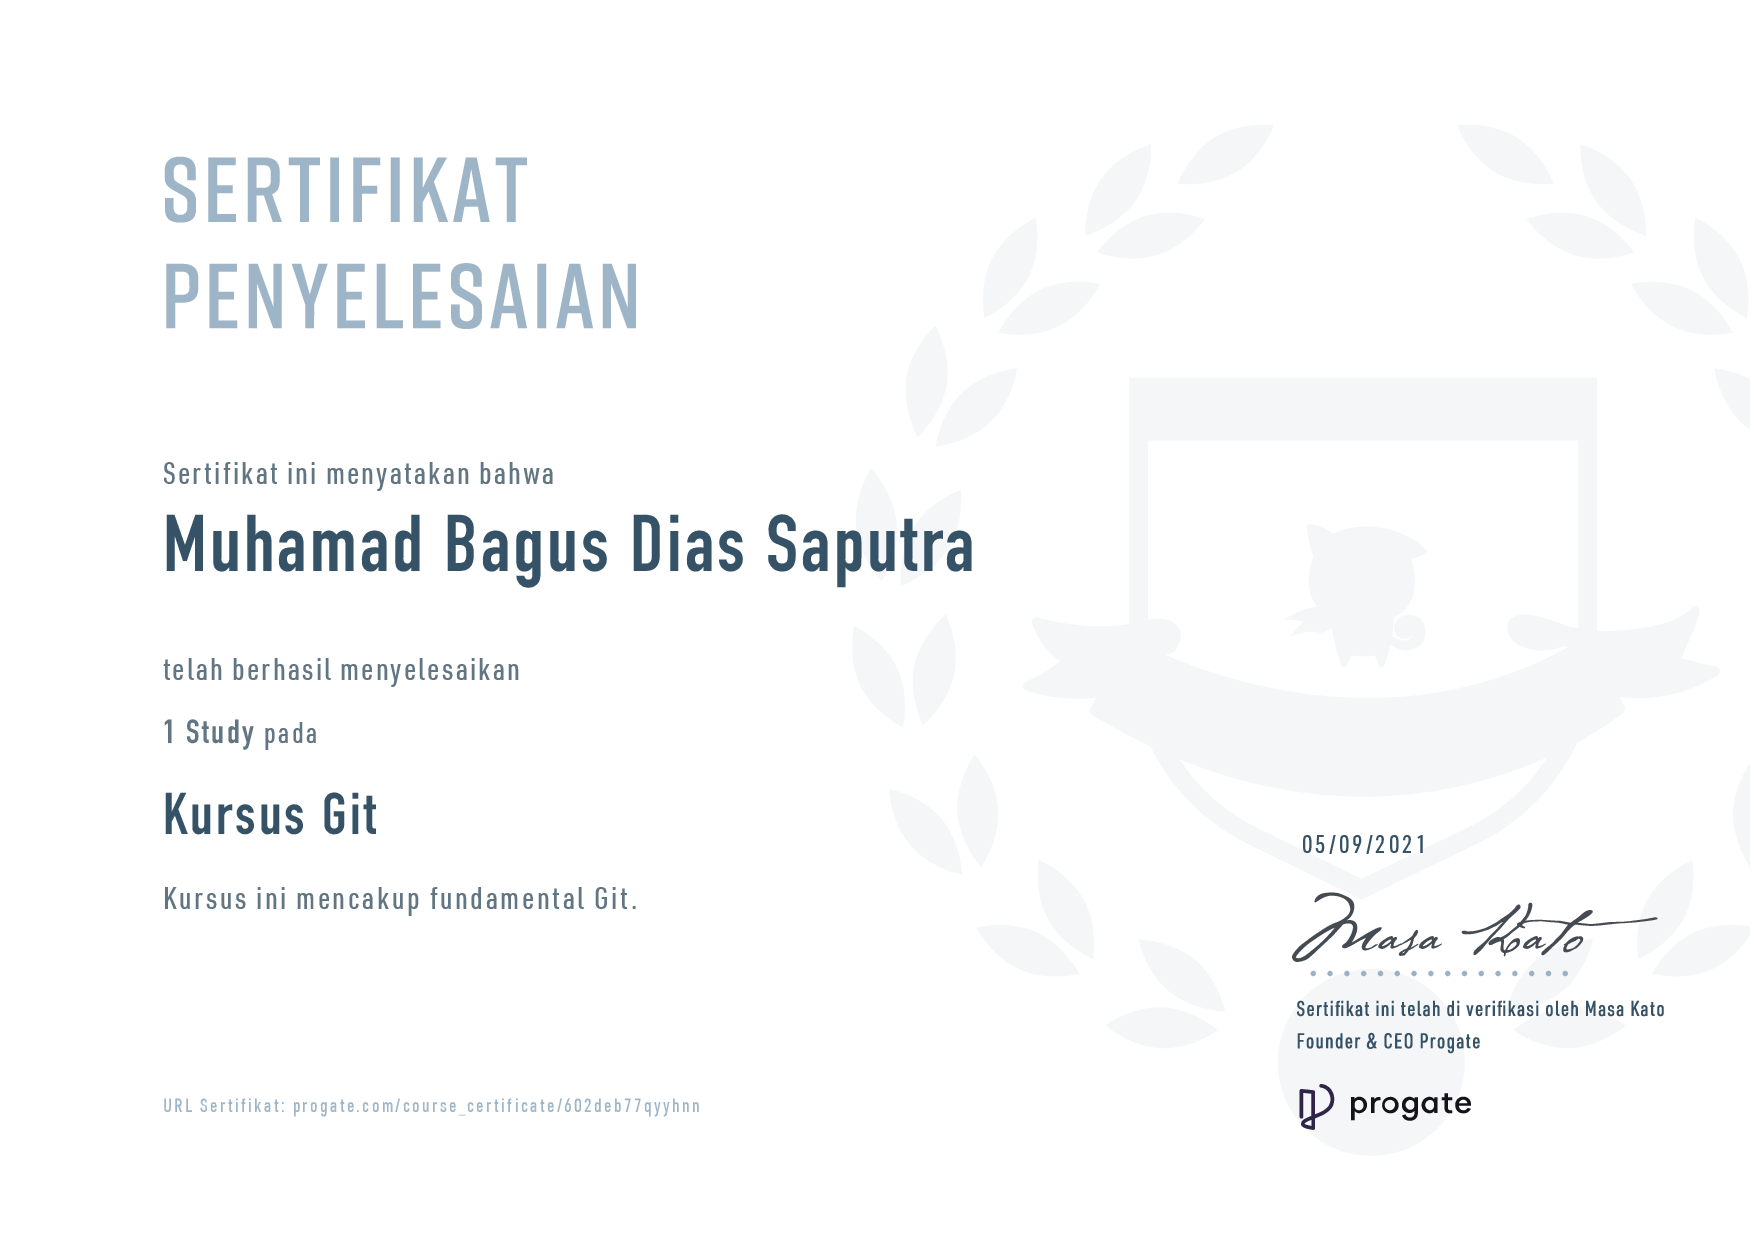 SERTIFIKAT
PENYELESAIAN
Sertifikat ini menyatakan bahwa
Muhamad Bagus Dias Saputra
telah berhasil menyelesaikan
1 Study pada
Kursus Git
Kursus ini mencakup fundamental Git.
05/09/2021
Masa Kato
Sertifikat ini telah di verifikasi oleh Masa Kato
Founder & CEO Progate
URL Sertifikat: progate.com/course_certificate/602deb77qyyhnn
progate